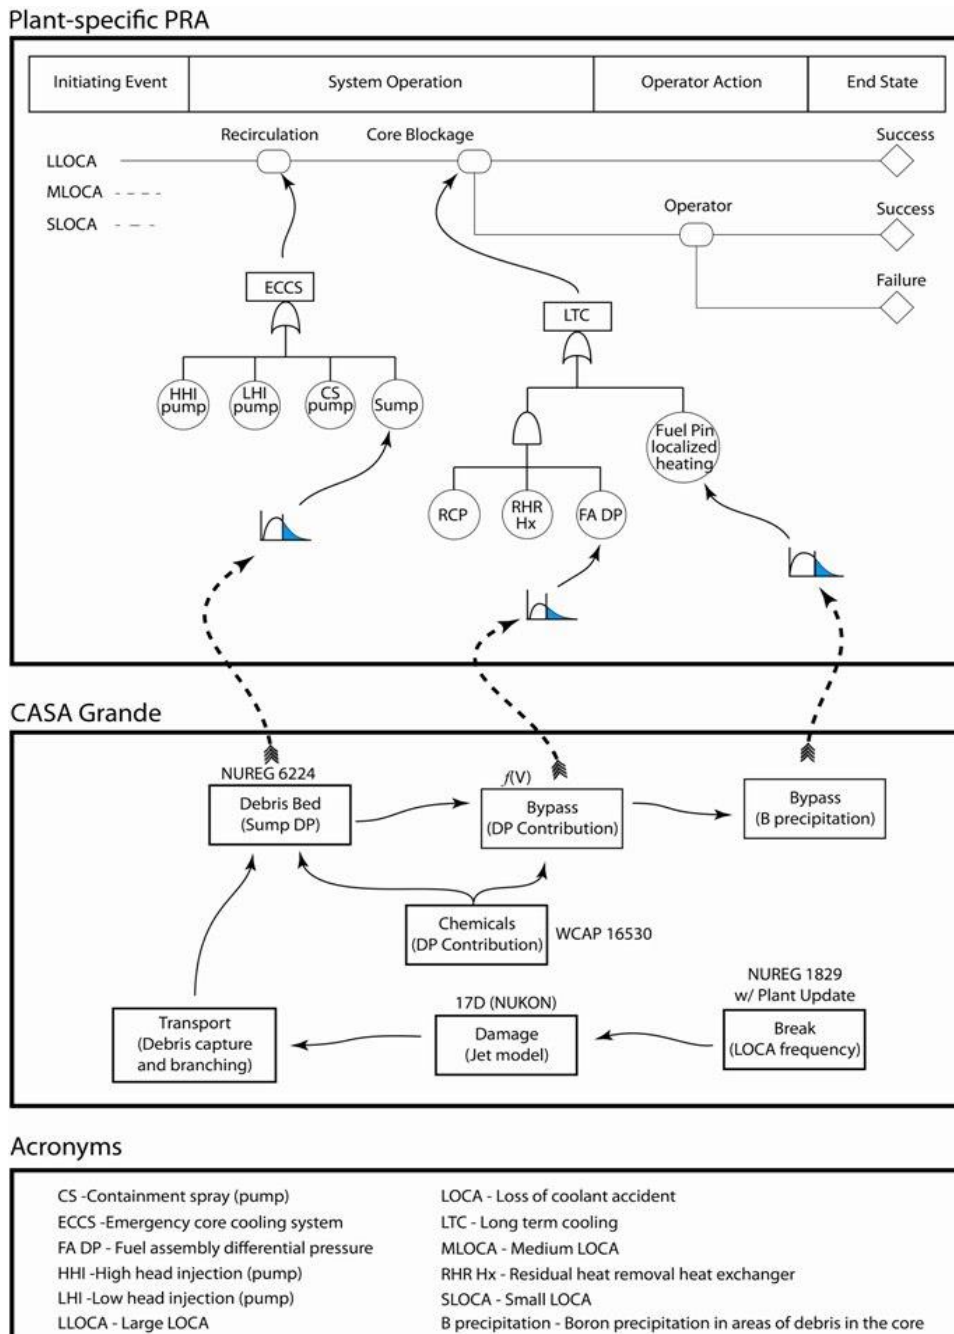 Plant-specific PRA
Initiating Event
System Operation
Operator Action
End State
Recirculation
Core Blockage
Success
LLOCA
MLOCA
SLOCA
Operator
Success
Failure
ECCS
LTC
HHI
pump
LHI
pump
CS
pump
Sump
Fuel Pin
localized
heating
RCP
RHR
Hx
FA DP
CASA Grande
NUREG 6224
Debris Bed
(Sump DP)
f(V)
Bypass
(DP Contribution)
Bypass
(B precipitation)
Chemicals
(DP Contribution)
WCAP 16530
NUREG 1829
w/ Plant Update
17D (NUKON)
Transport
(Debris capture
and branching)
Damage
(Jet model)
Break
(LOCA frequency)
Acronyms
CS -Containment spray (pump)
ECCS -Emergency core cooling system
FA DP - Fuel assembly differential pressure
HHI -High head injection (pump)
LHI -Low head injection (pump)
LLOCA - Large LOCA
LOCA - Loss of coolant accident
LTC - Long term cooling
MLOCA - Medium LOCA
RHR Hx - Residual heat removal heat exchanger
SLOCA - Small LOCA
B precipitation - Boron precipitation in areas of debris in the core